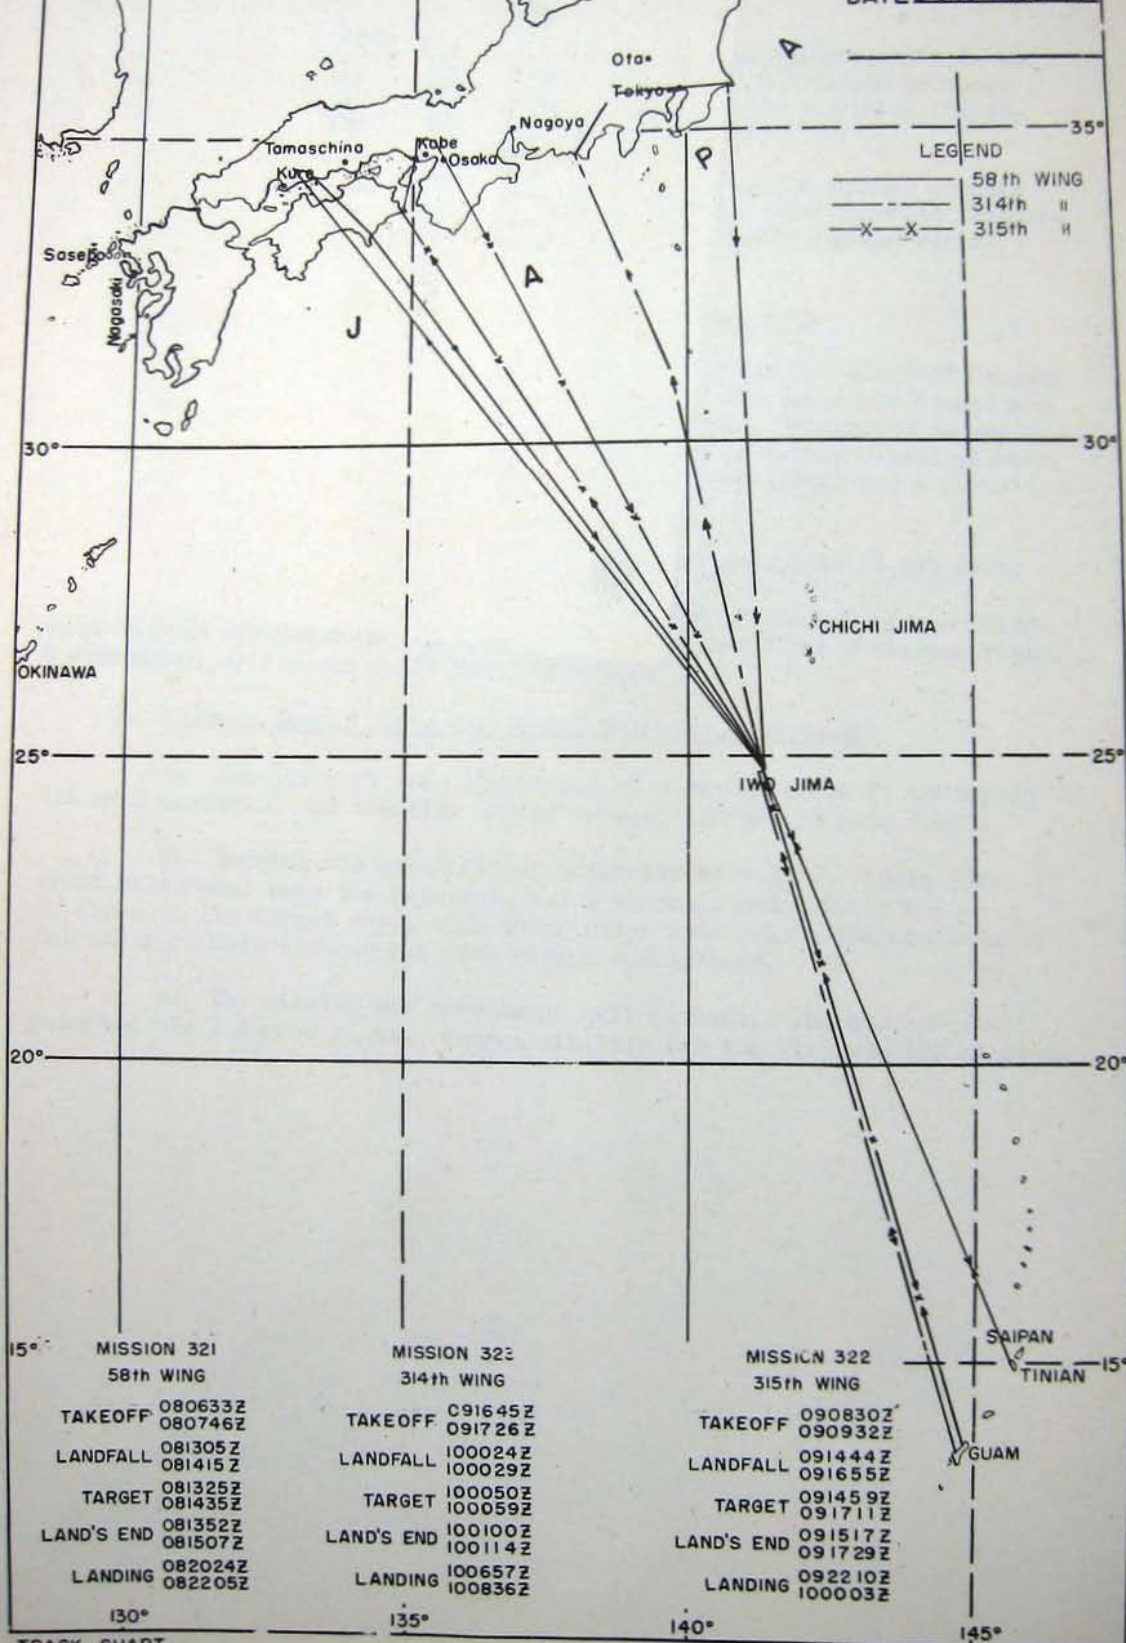 DATE
Ota
Tokyo
A
Nagoya
35°
Tamaschina
Kobe
Osaka
P
LEGEND
Kure
58th WING
314th "
315th "
Sasebo
A
Nagasaki
J
30° 30°
CHICHI JIMA
OKINAWA
25° 25°
IWO JIMA
20° 20°
SAIPAN
15° 15°
TINIAN
GUAM
MISSION 321
58th WING
TAKEOFF 080633Z
080746Z
LANDFALL 081305Z
081415Z
TARGET 081325Z
081435Z
LAND'S END 081352Z
081507Z
LANDING 082024Z
082205Z
MISSION 323
314th WING
TAKEOFF 091645Z
091726Z
LANDFALL 100024Z
100029Z
TARGET 100050Z
100059Z
LAND'S END 100100Z
100114Z
LANDING 100657Z
100836Z
MISSION 322
315th WING
TAKEOFF 090830Z
090932Z
LANDFALL 091444Z
091655Z
TARGET 091459Z
091711Z
LAND'S END 091517Z
091729Z
LANDING 092210Z
100003Z
130° 135° 140° 145°
TRACK CHART